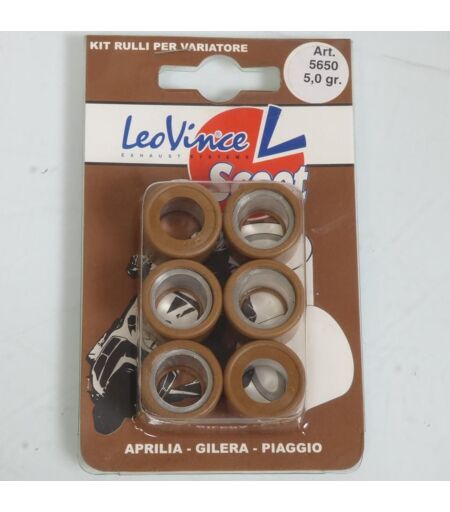 KIT RULLI PER VARIATORE
Art.
5650
5,0 gr.
LeoVince L
EXHAUST SYSTEMS
Scoot
APRILIA - GILERA - PIAGGIO